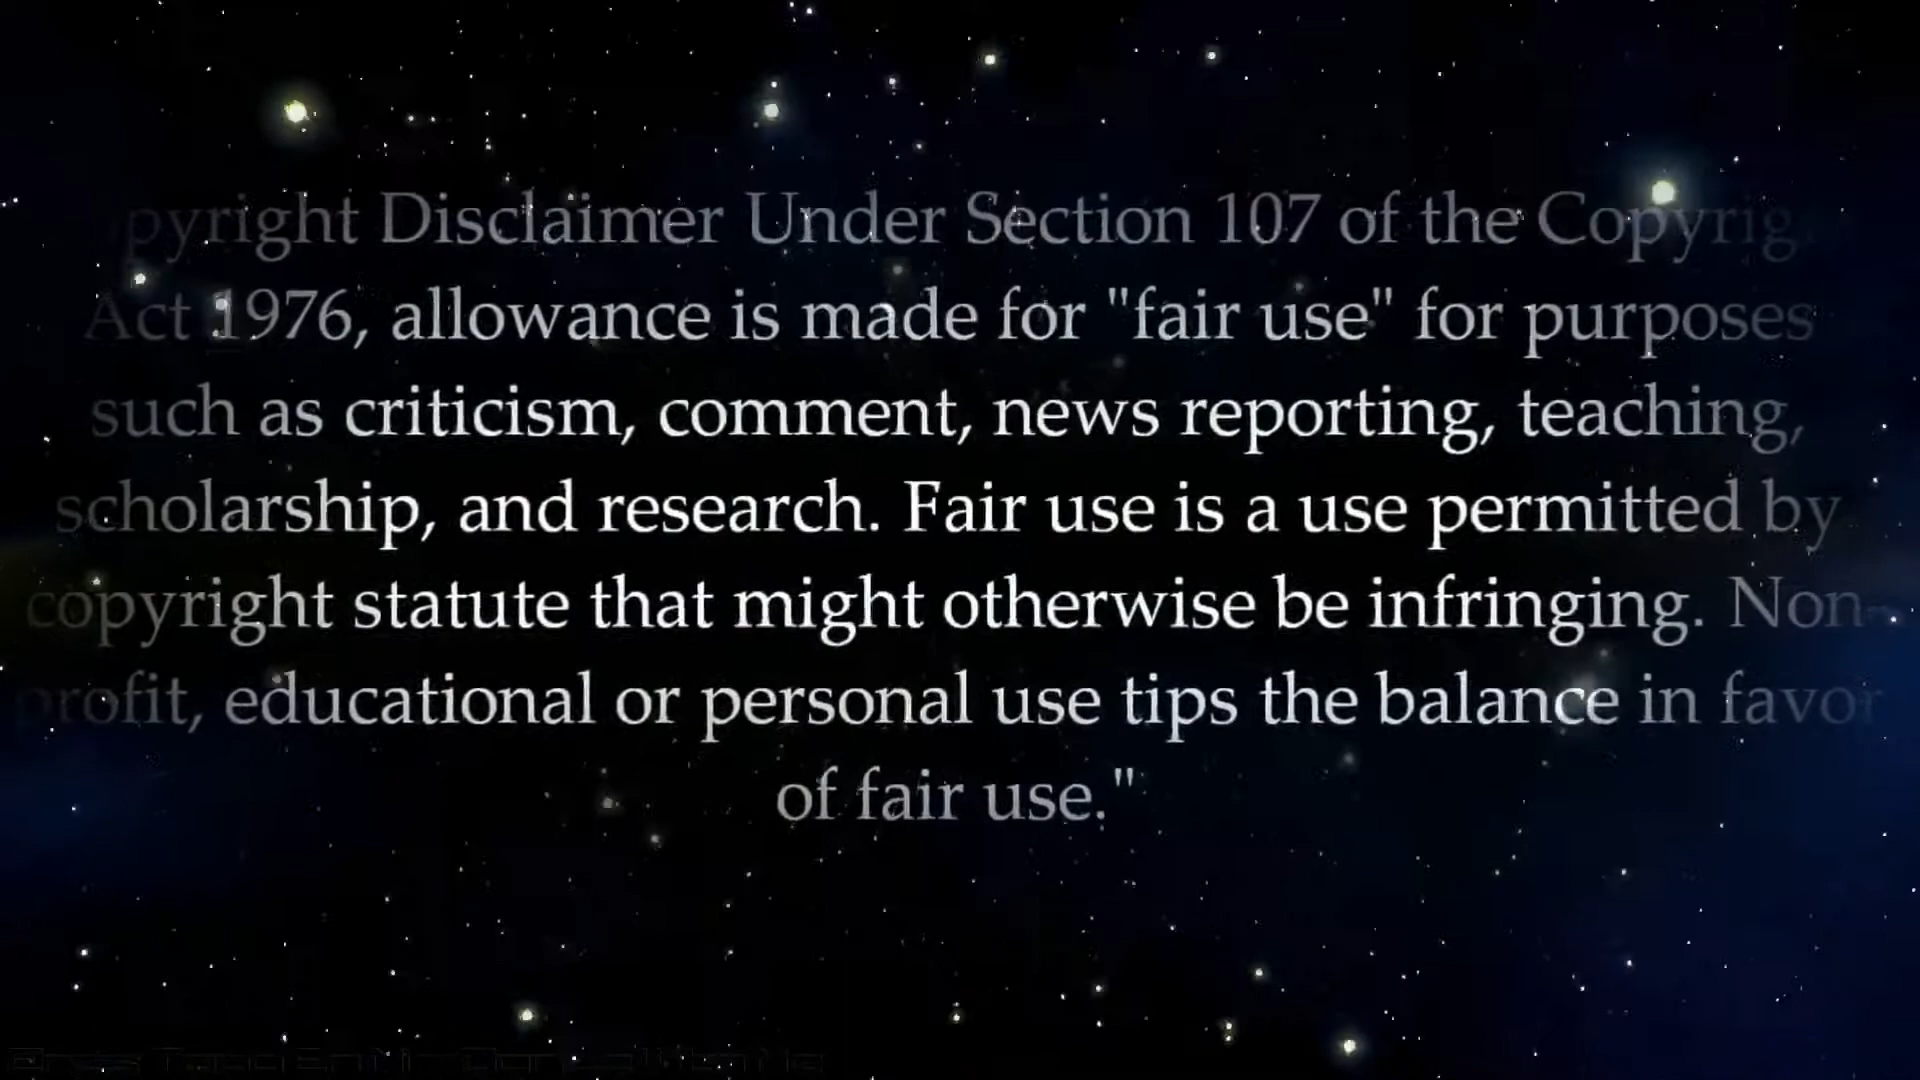 pyright Disclaimer Under Section 107 of the Copyrig
Act 1976, allowance is made for "fair use" for purposes
such as criticism, comment, news reporting, teaching,
scholarship, and research. Fair use is a use permitted by
copyright statute that might otherwise be infringing. Non-
profit, educational or personal use tips the balance in favor
of fair use."